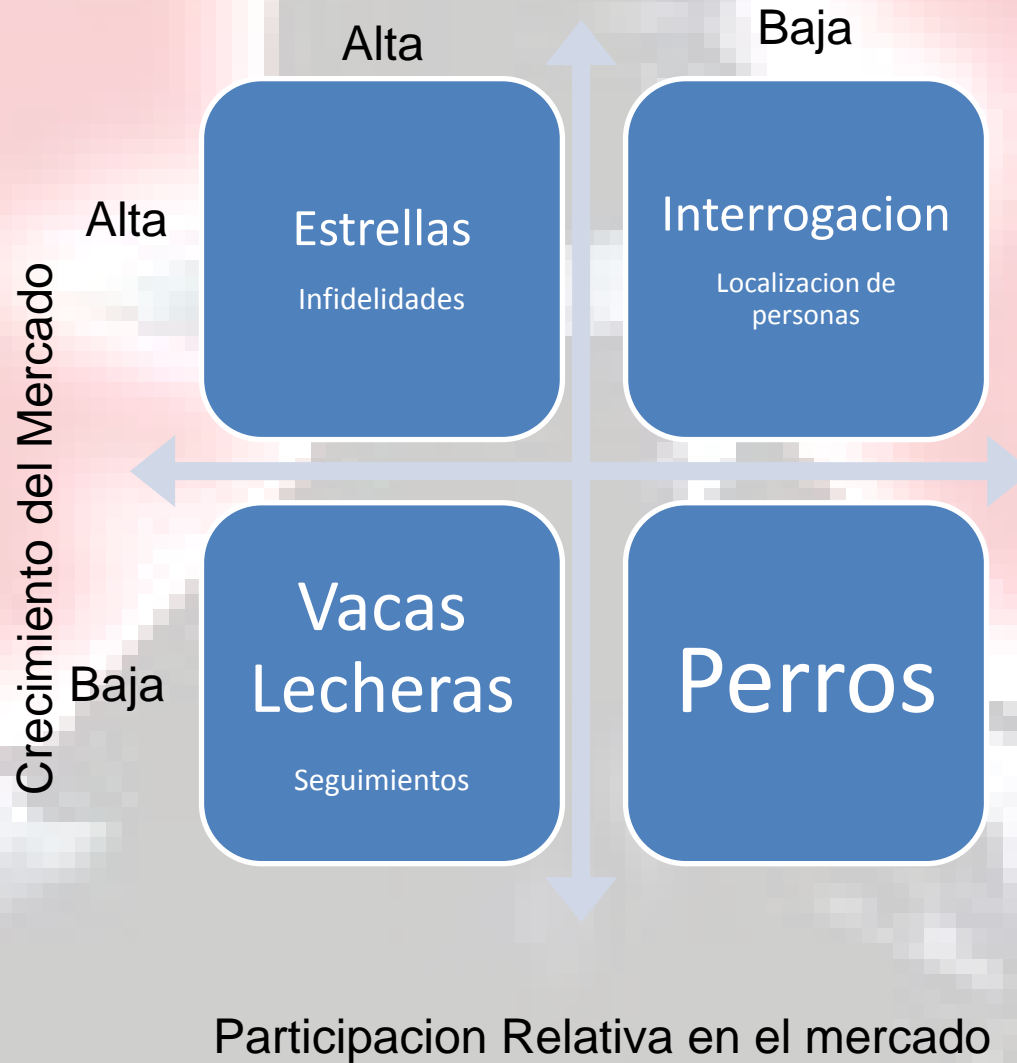 Alta
Baja
Crecimiento del Mercado
Alta
Estrellas
Infidelidades
Interrogacion
Localizacion de
personas
Baja
Vacas
Lecheras
Seguimientos
Perros
Participacion Relativa en el mercado